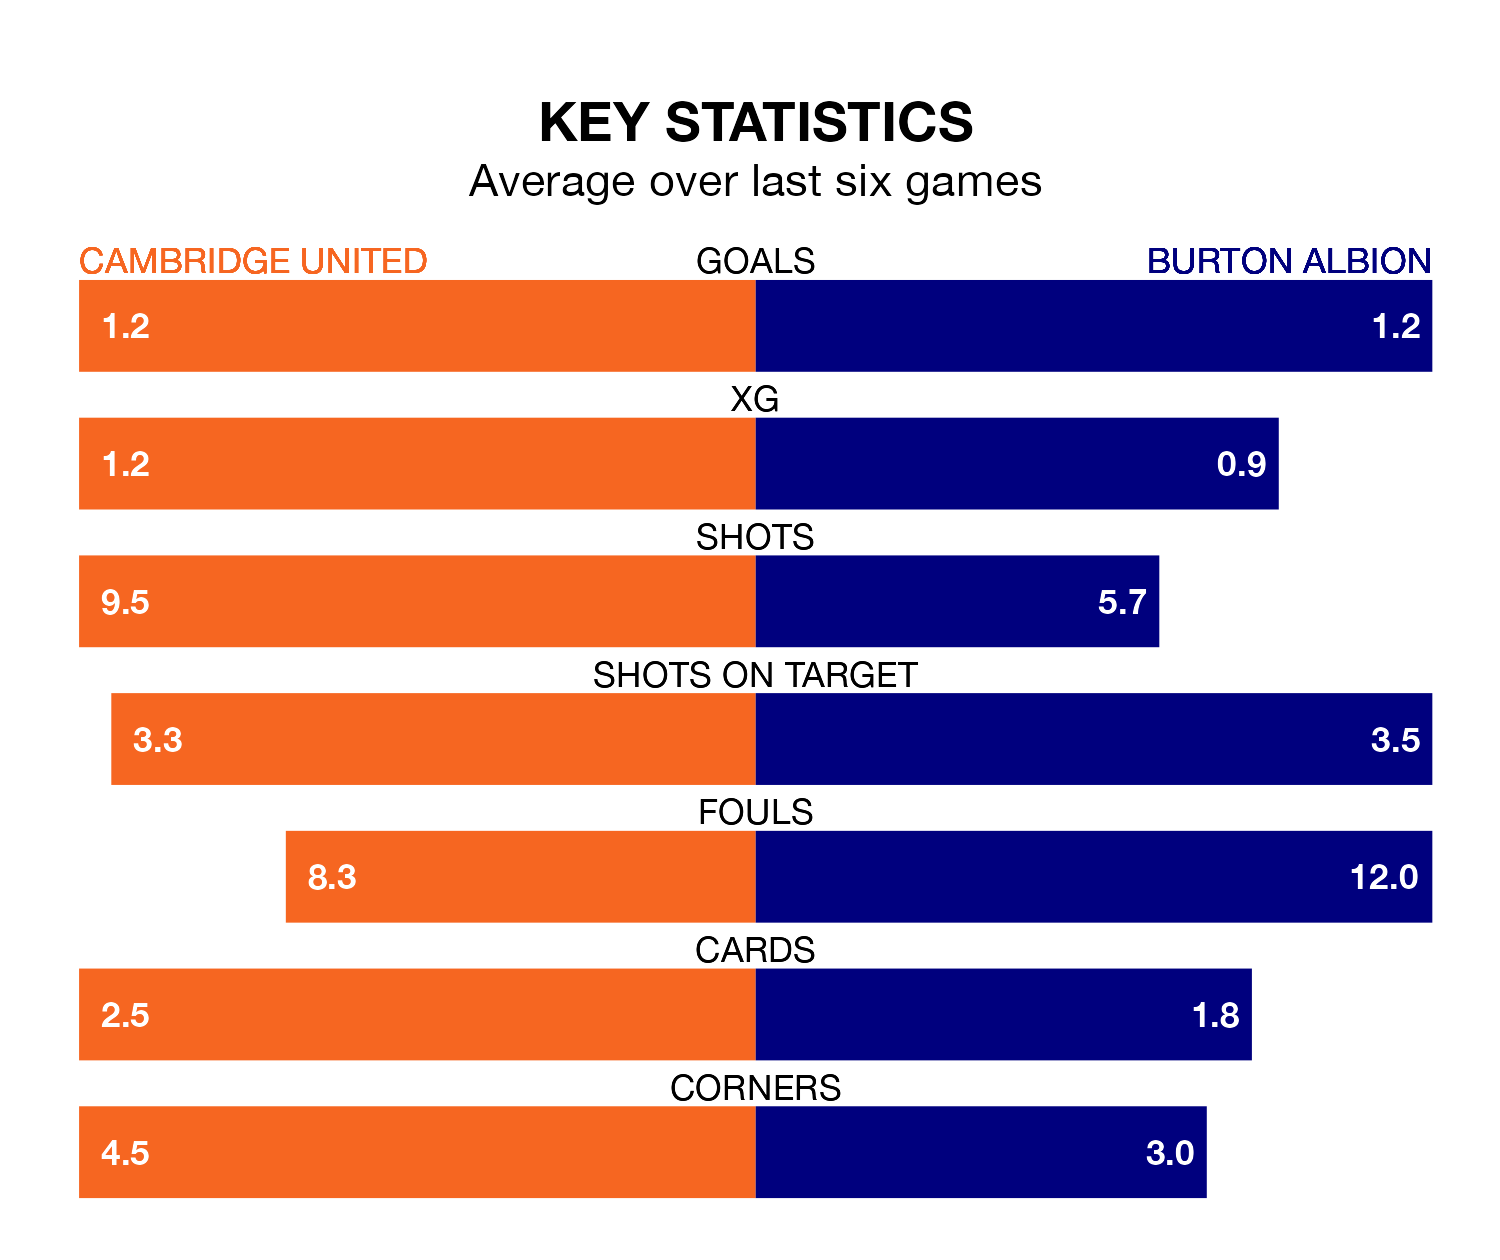 KEY STATISTICS
Average over last six games
CAMBRIDGE UNITED GOALS BURTON ALBION
1.2 1.2
XG
1.2 0.9
SHOTS
9.5 5.7
SHOTS ON TARGET
3.3 3.5
FOULS
8.3 12.0
CARDS
2.5 1.8
CORNERS
4.5 3.0